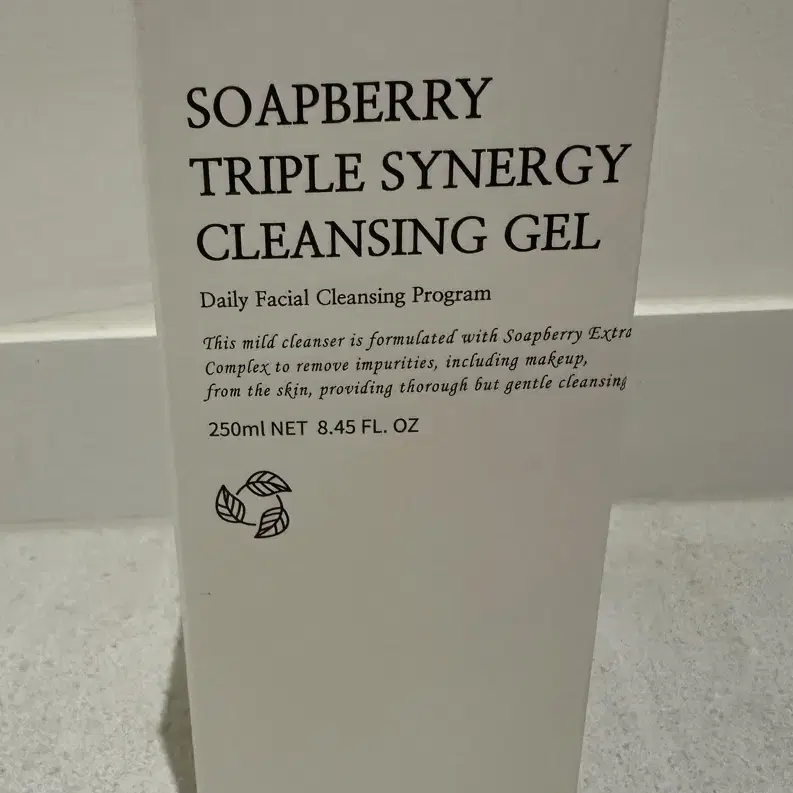 SOAPBERRY
TRIPLE SYNERGY
CLEANSING GEL
Daily Facial Cleansing Program
This mild cleanser is formulated with Soapberry Extra
Complex to remove impurities, including makeup,
from the skin, providing thorough but gentle cleansing
250ml NET 8.45 FL. OZ